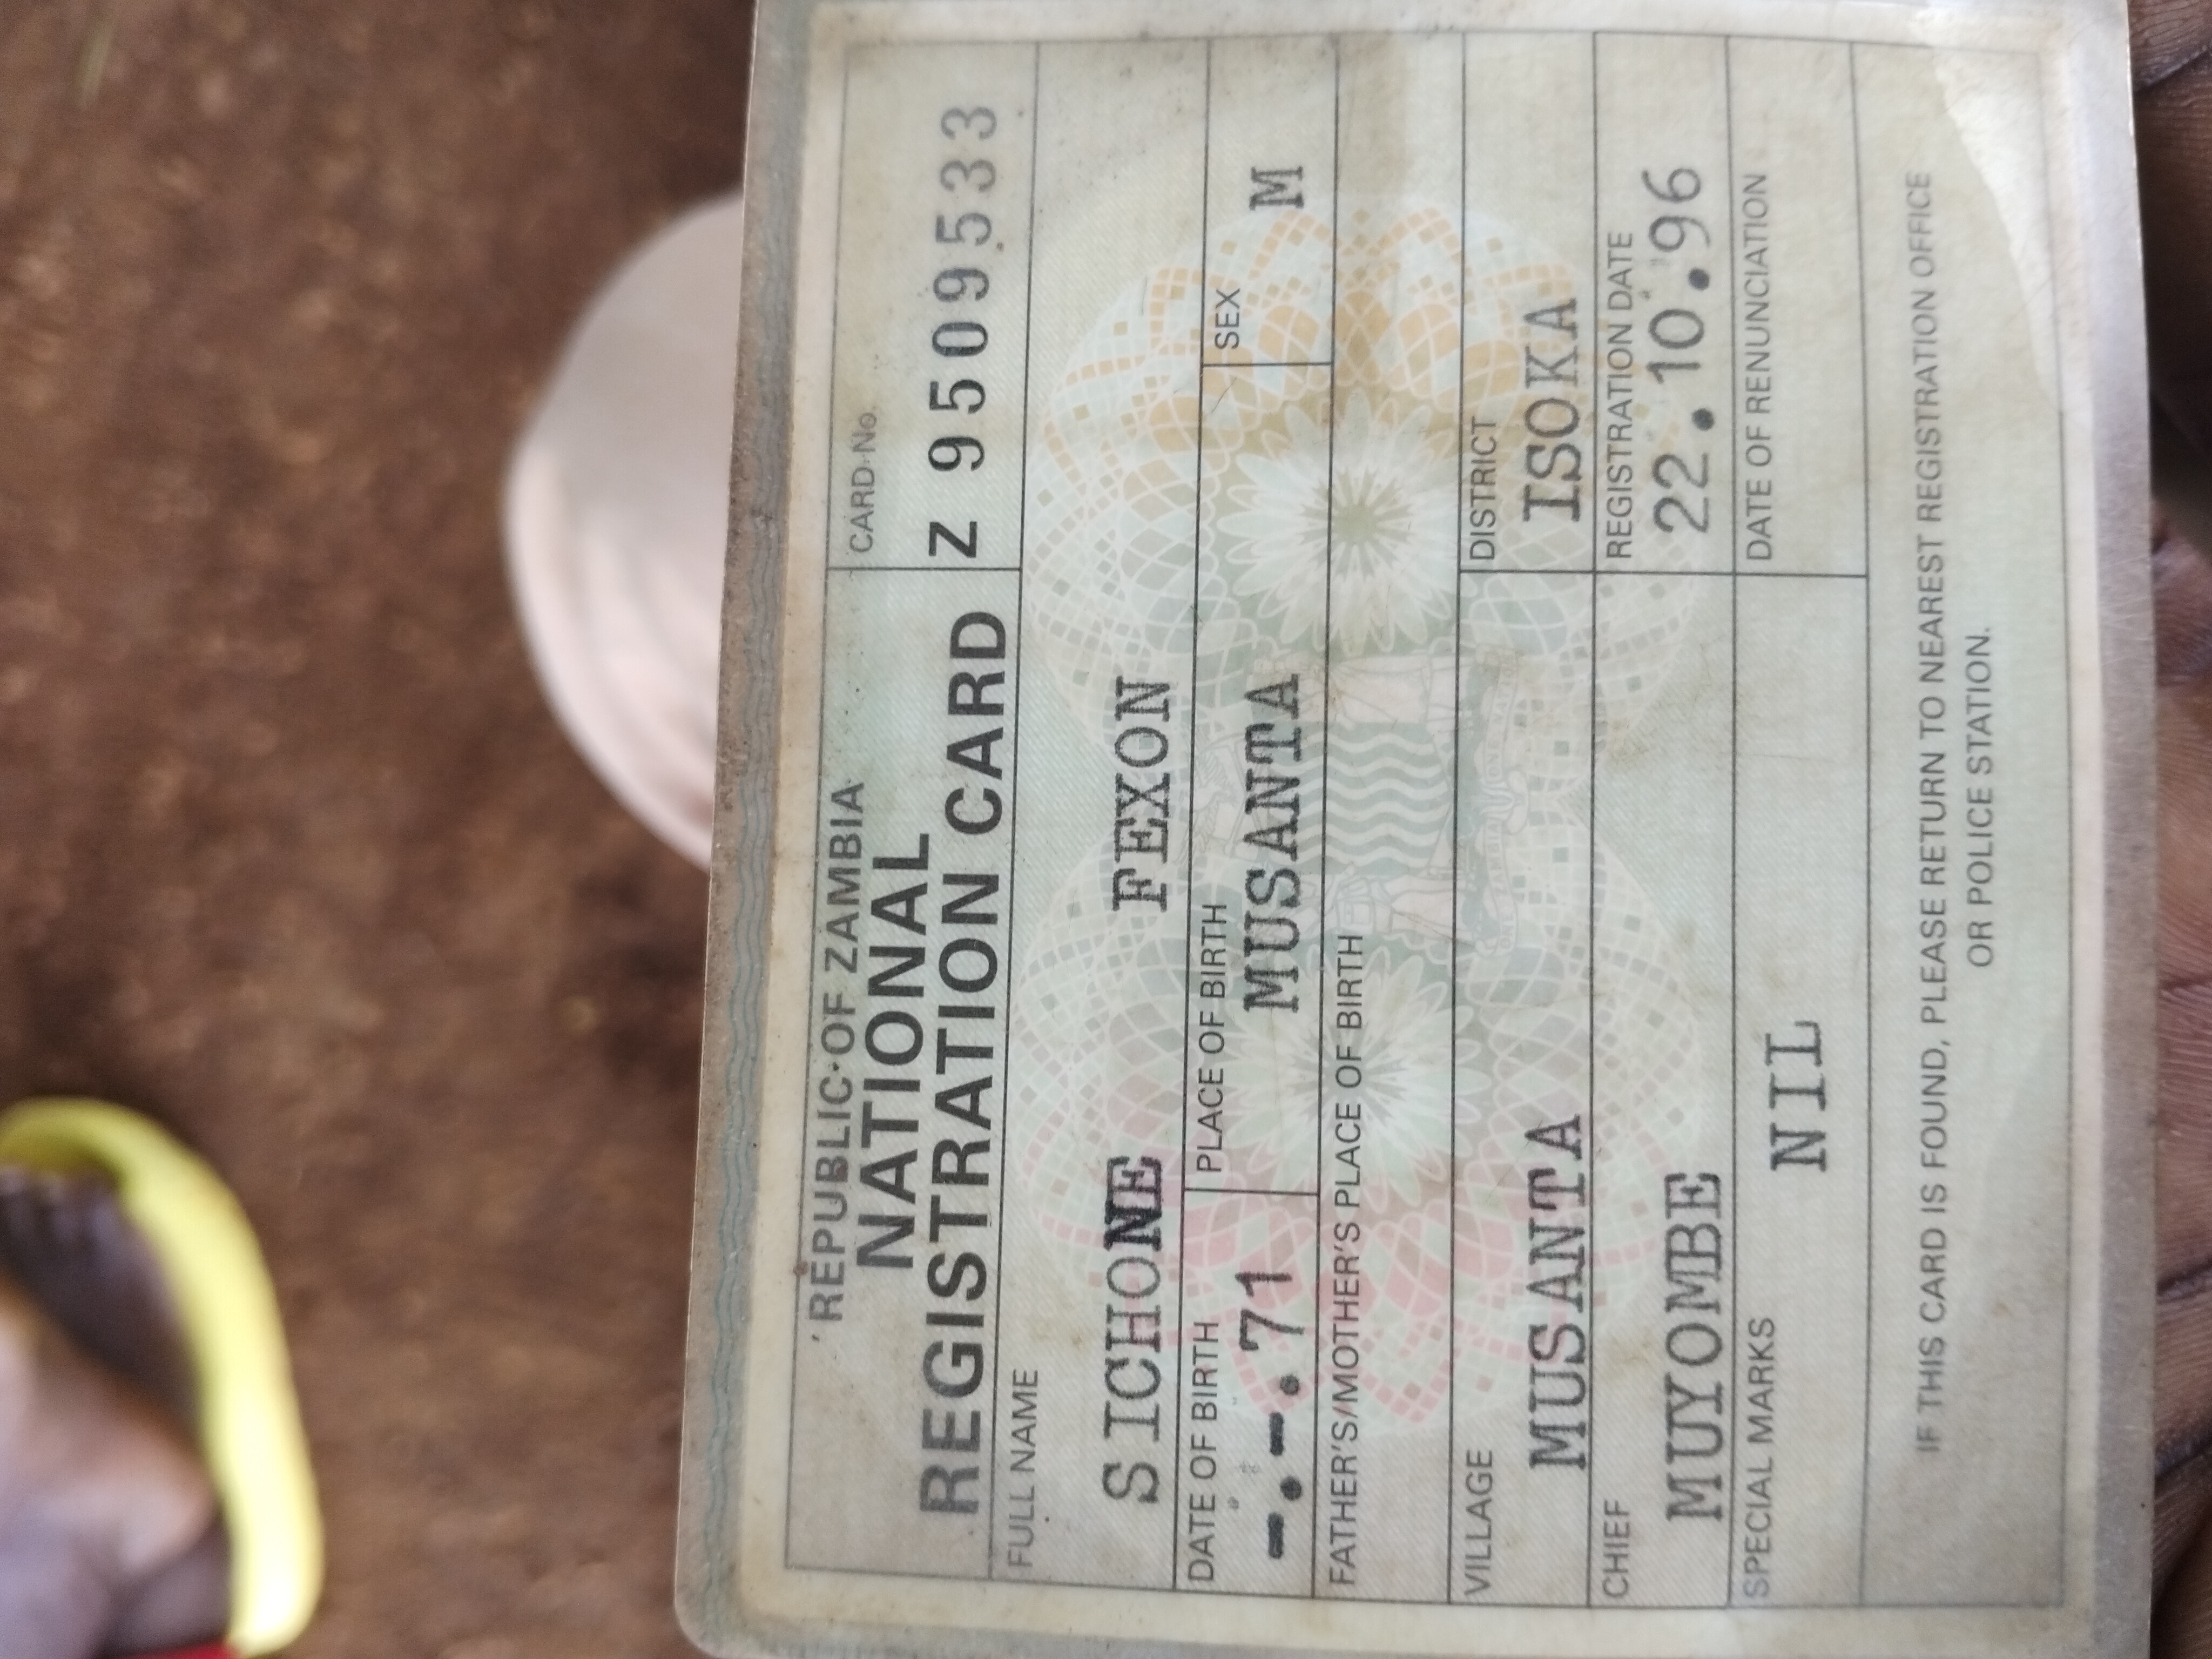 REPUBLIC OF ZAMBIA
NATIONAL
REGISTRATION CARD
CARD No.
Z 9509533
FULL NAME
SICHONE FEXON
DATE OF BIRTH
-.-.71
PLACE OF BIRTH
MUSANTA
SEX
M
FATHER'S/MOTHER'S PLACE OF BIRTH
VILLAGE
MUSANTA
DISTRICT
ISOKA
CHIEF
MUYOMBE
REGISTRATION DATE
22.10.96
SPECIAL MARKS
NIL
DATE OF RENUNCIATION
IF THIS CARD IS FOUND, PLEASE RETURN TO NEAREST REGISTRATION OFFICE
OR POLICE STATION.